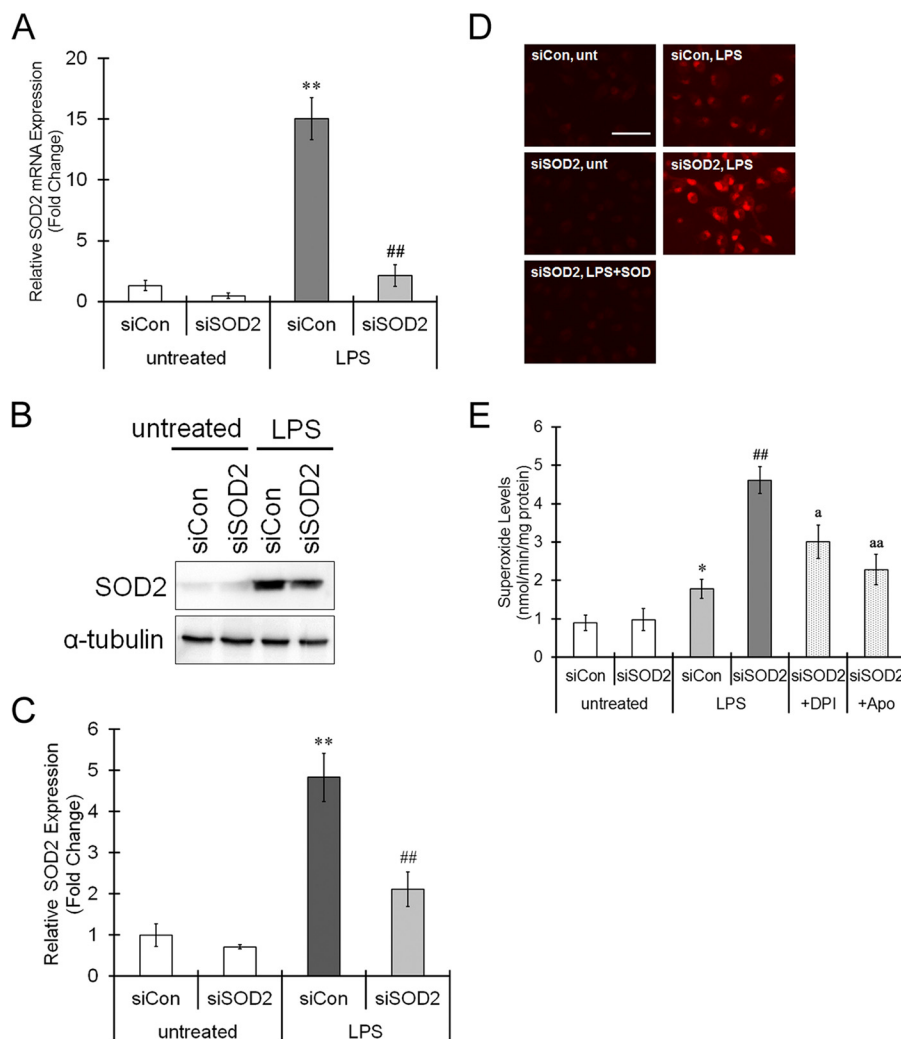 A
Relative SOD2 mRNA Expression
(Fold Change)
20
15
10
5
0
**
##
siCon
siSOD2
siCon
siSOD2
untreated
LPS
B
untreated
LPS
siCon
siSOD2
siCon
siSOD2
SOD2
α-tubulin
C
Relative SOD2 Expression
(Fold Change)
6
5
4
3
2
1
0
**
##
siCon
siSOD2
siCon
siSOD2
untreated
LPS
D
siCon, unt
siCon, LPS
siSOD2, unt
siSOD2, LPS
siSOD2, LPS+SOD
E
Superoxide Levels
(nmol/min/mg protein)
6
5
4
3
2
1
0
*
##
a
aa
siCon
siSOD2
siCon
siSOD2
siSOD2
siSOD2
untreated
LPS
+DPI
+Apo